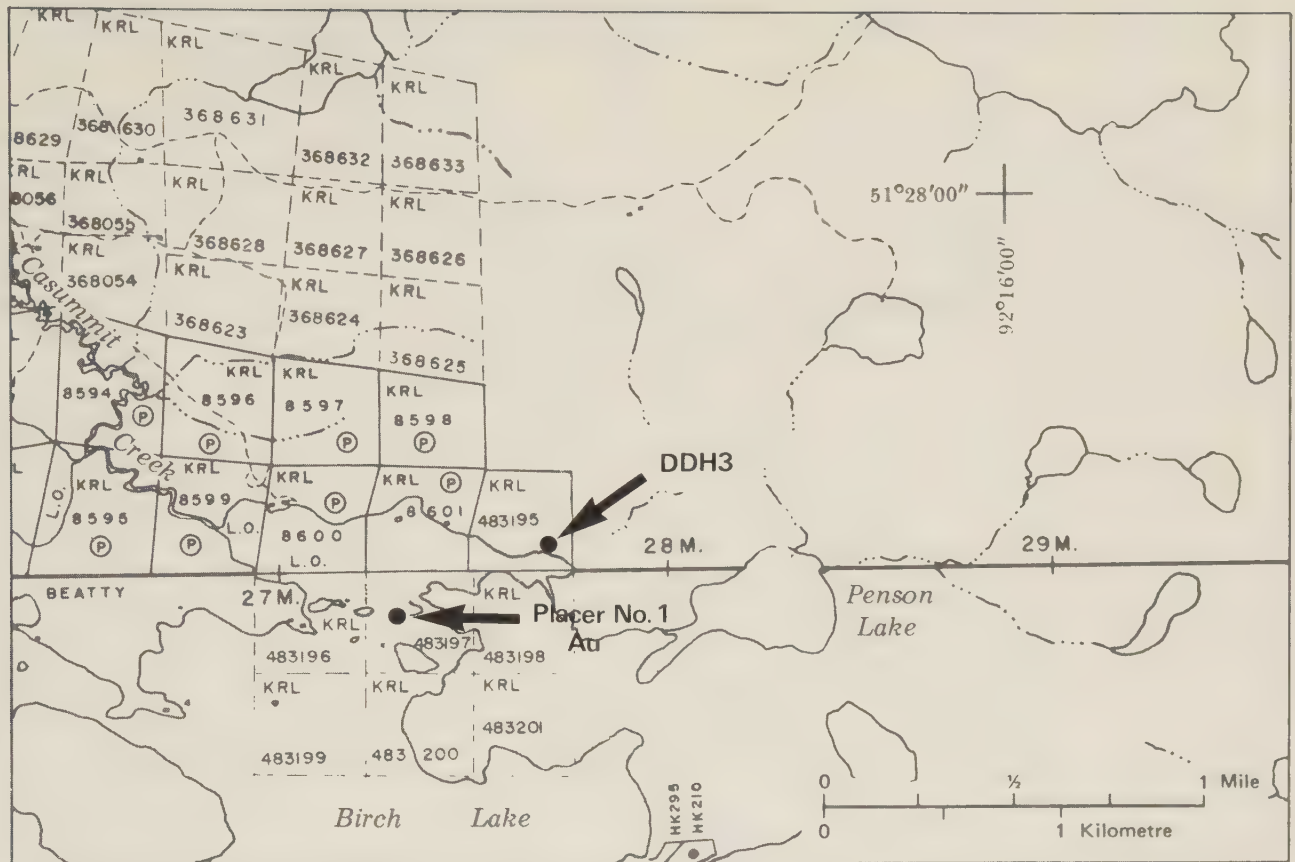 KRL
KRL
KRL
KRL
KRL
8629
368630
368631
368632
368633
KRL
KRL
KRL
KRL
51°28'00"
92°16'00"
8056
368055
368628
368627
368626
KRL
KRL
KRL
KRL
368054
368623
368624
368625
Casummit
Creek
KRL
KRL
KRL
8594
8596
8597
8598
P
P
P
P
DDH3
L
KRL
KRL
KRL
KRL
KRL
L.O.
8595
8599
P
P
8601
483195
L.O.
8600
L.O.
P
P
28 M.
29 M.
BEATTY
27 M.
Penson
Lake
KRL
KRL
Placer No. 1
Au
483196
483197
483198
KRL
KRL
KRL
483199
483200
483201
Birch Lake
HK295
HK210
0 ½ 1 Mile
0 1 Kilometre